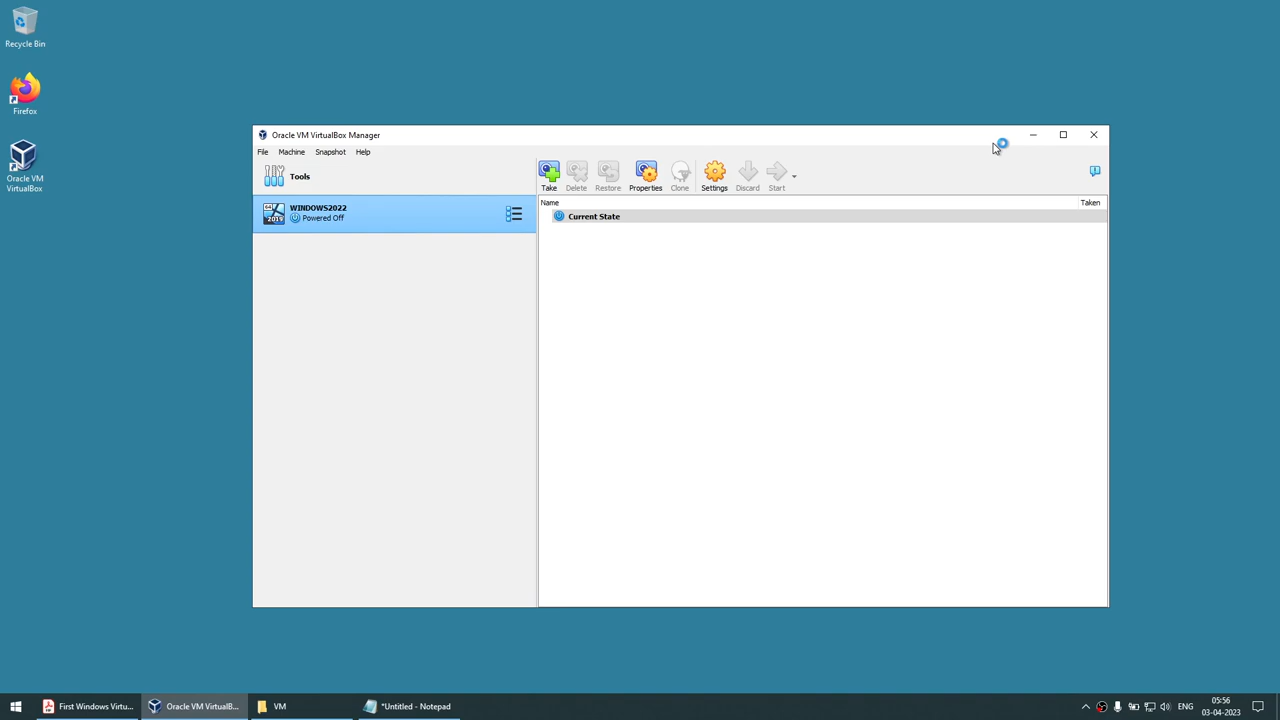 Recycle Bin
Firefox
Oracle VM
VirtualBox
Oracle VM VirtualBox Manager
File Machine Snapshot Help
Tools
Take Delete Restore Properties Clone Settings Discard Start
64
2019
WINDOWS2022
Powered Off
Name Taken
Current State
First Windows Virtu...
Oracle VM VirtualB...
VM
*Untitled - Notepad
ENG
05:56
03-04-2023